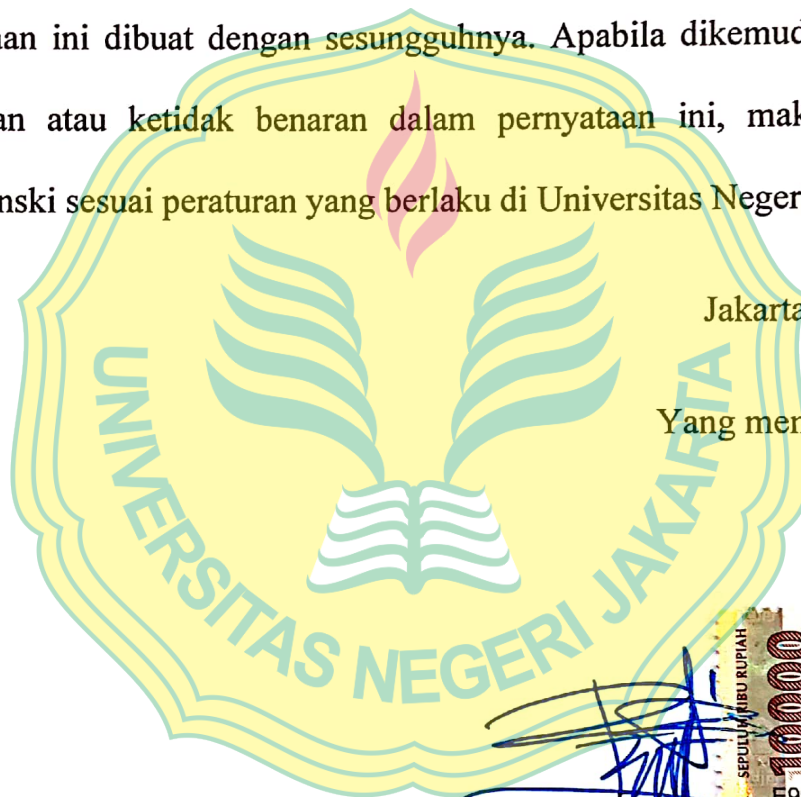 an ini dibuat dengan sesungguhnya. Apabila dikemud
an atau ketidak benaran dalam pernyataan ini, mak
nski sesuai peraturan yang berlaku di Universitas Neger
Jakarta
Yang men
UNIVERSITAS NEGERI JAKARTA
SEPULUH RIBU RUPIAH
10000